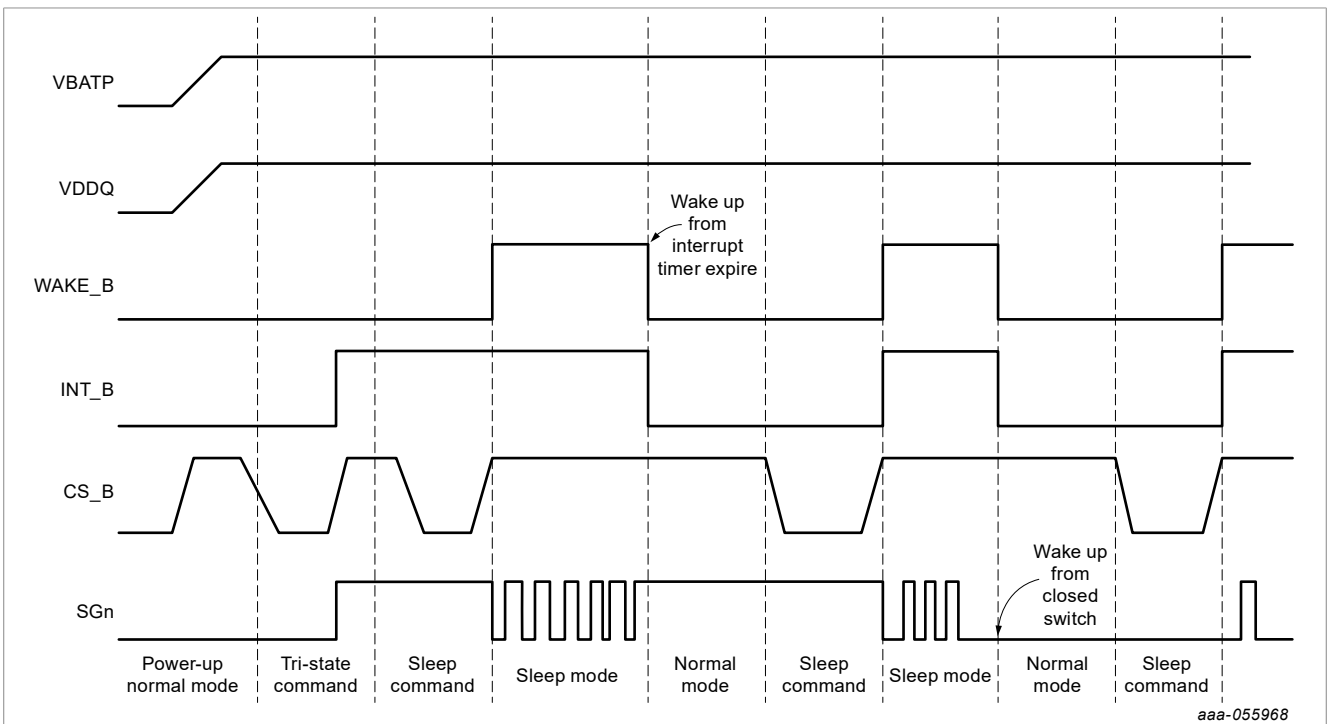 VBATP
VDDQ
Wake up
from
interrupt
timer expire
WAKE_B
INT_B
CS_B
Wake up
from
closed
switch
SGn
Power-up
normal mode
Tri-state
command
Sleep
command
Sleep mode
Normal
mode
Sleep
command
Sleep mode
Normal
mode
Sleep
command
aaa-055968